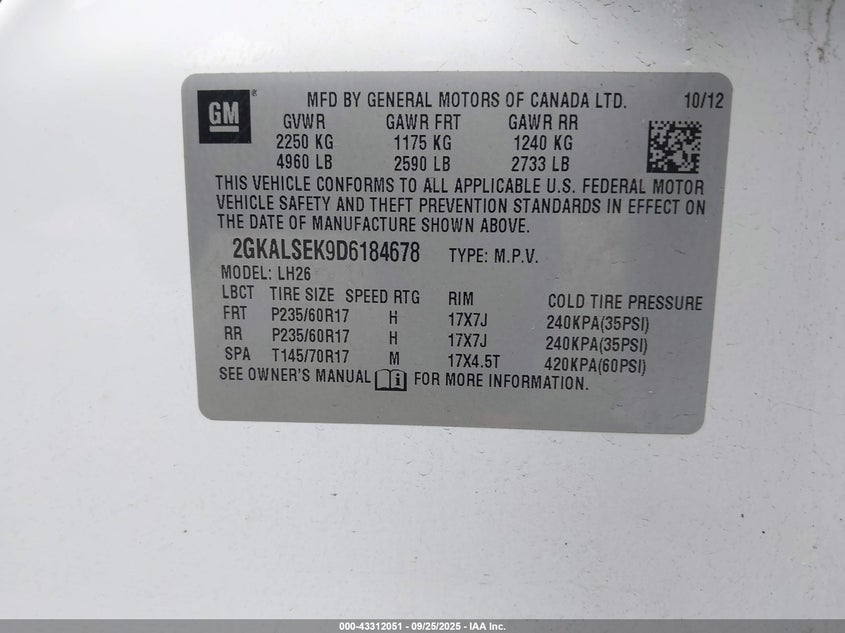 GM ® MFD BY GENERAL MOTORS OF CANADA LTD. 10/12
GVWR GAWR FRT GAWR RR
2250 KG 1175 KG 1240 KG
4960 LB 2590 LB 2733 LB
THIS VEHICLE CONFORMS TO ALL APPLICABLE U.S. FEDERAL MOTOR
VEHICLE SAFETY AND THEFT PREVENTION STANDARDS IN EFFECT ON
THE DATE OF MANUFACTURE SHOWN ABOVE.
2GKALSEK9D6184678 TYPE: M.P.V.
MODEL: LH26
LBCT TIRE SIZE SPEED RTG RIM COLD TIRE PRESSURE
FRT P235/60R17 H 17X7J 240KPA(35PSI)
RR P235/60R17 H 17X7J 240KPA(35PSI)
SPA T145/70R17 M 17X4.5T 420KPA(60PSI)
SEE OWNER'S MANUAL i FOR MORE INFORMATION.
000-43312051 - 09/25/2025 - IAA Inc.